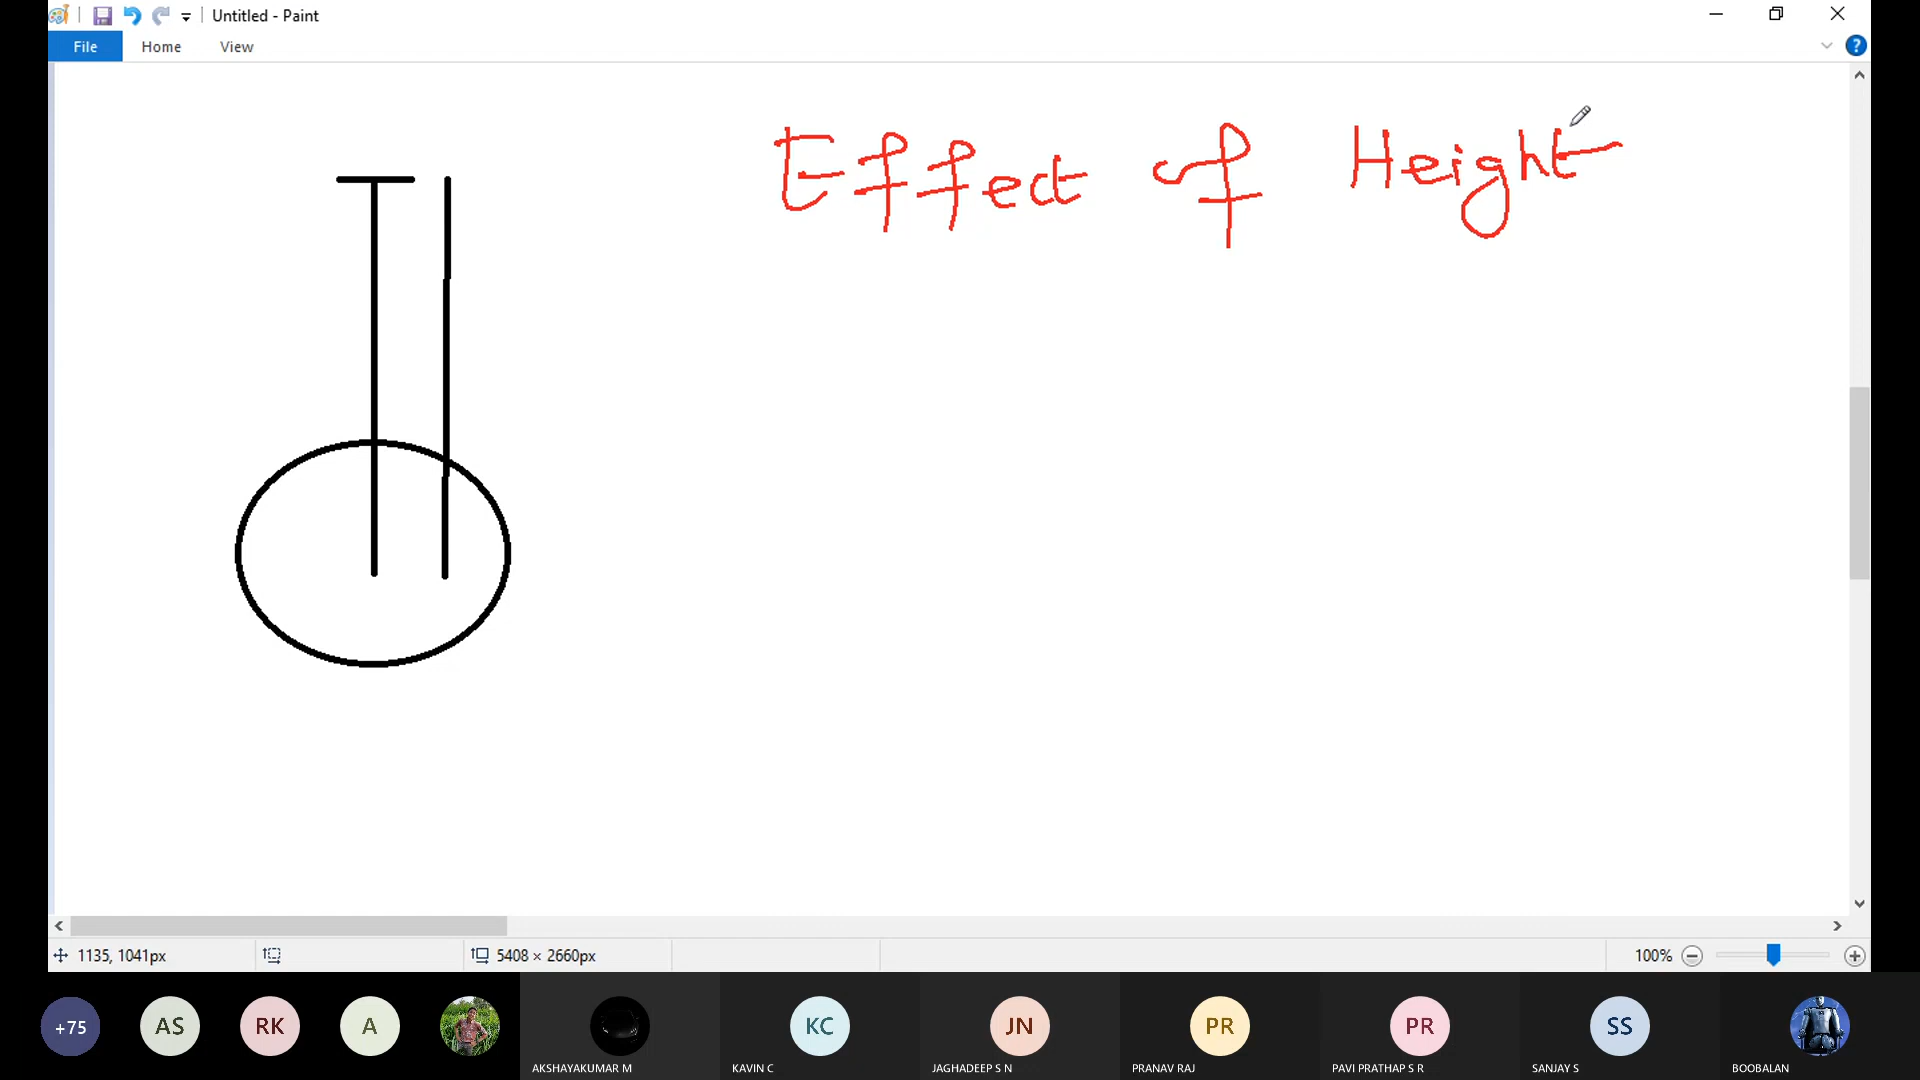 Untitled - Paint
File Home View
Effect of Height
1135, 1041px
5408 × 2660px
100%
+75 AS RK A KC JN PR PR SS
AKSHAYAKUMAR M KAVIN C JAGHADEEP S N PRANAV RAJ PAVI PRATHAP S R SANJAY S BOOBALAN